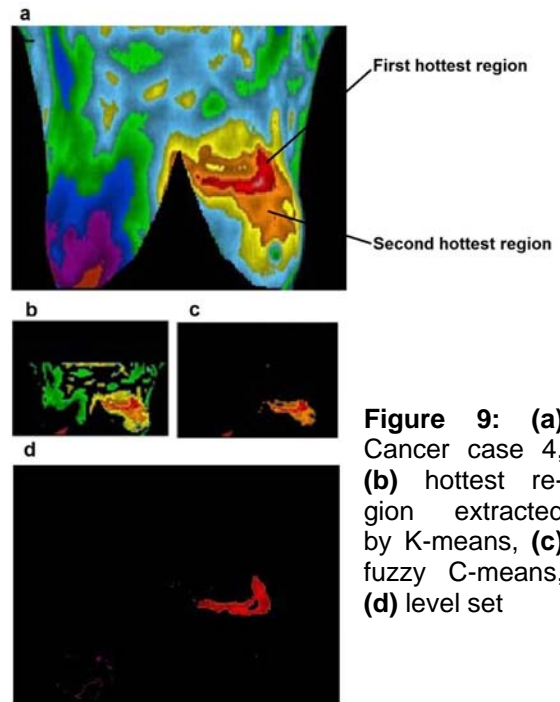 a
First hottest region
Second hottest region
b
c
d
Figure 9: (a)
Cancer case 4,
(b) hottest re-
gion extracted
by K-means, (c)
fuzzy C-means,
(d) level set